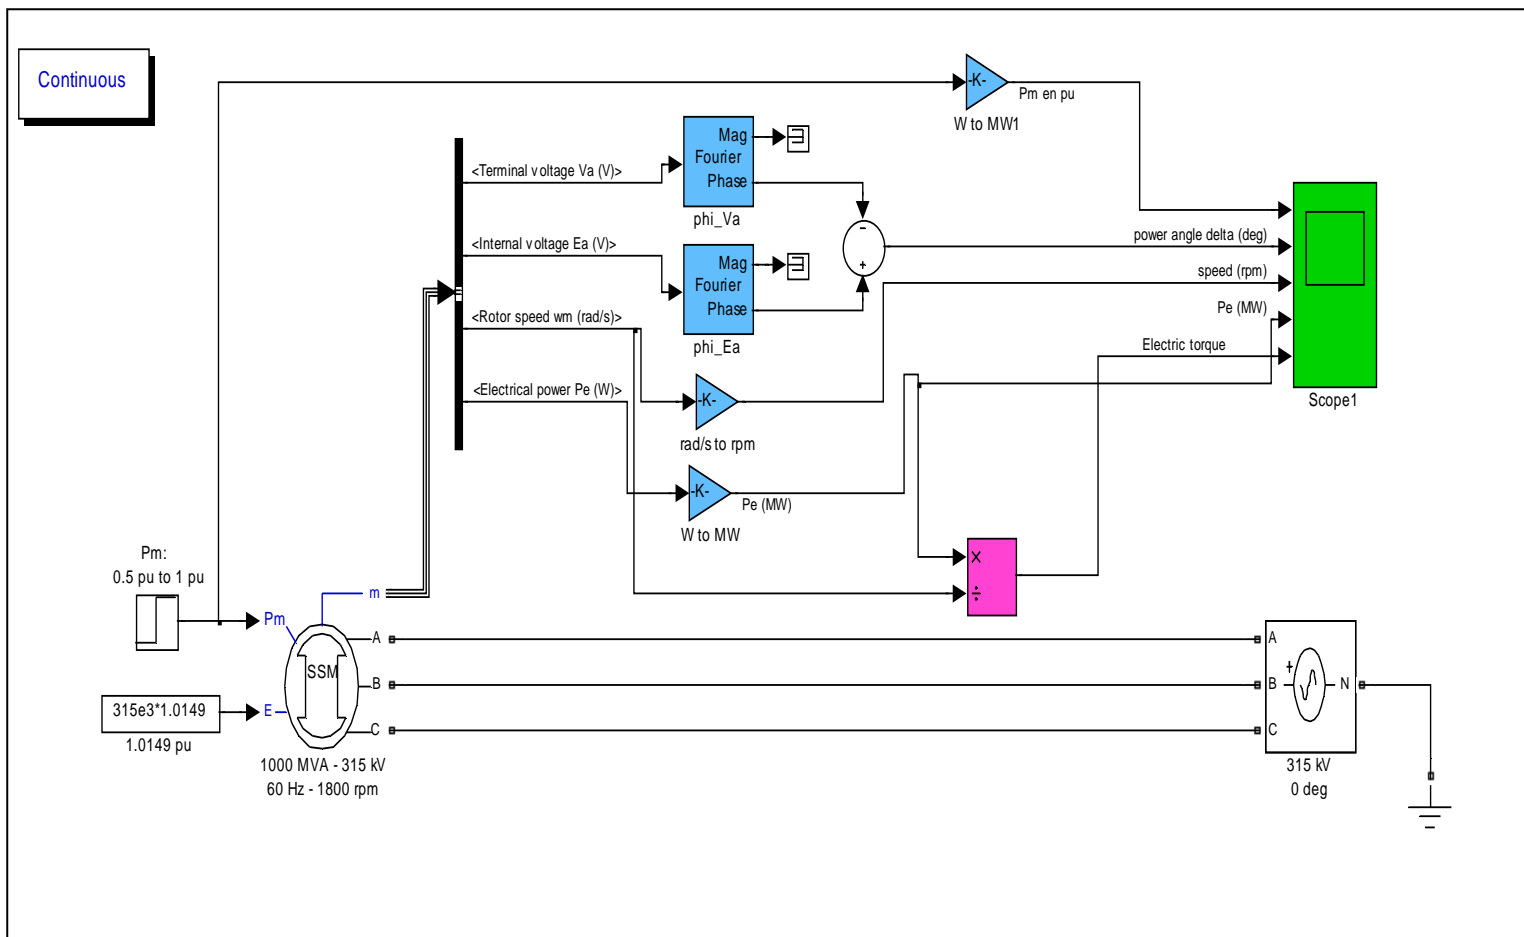 Continuous
-K-
Pm en pu
W to MW1
Mag
Fourier
Phase
phi_Va
<Terminal voltage Va (V)>
-
power angle delta (deg)
<Internal voltage Ea (V)>
Mag
Fourier
Phase
phi_Ea
+
speed (rpm)
Pe (MW)
<Rotor speed wm (rad/s)>
Electric torque
<Electrical power Pe (W)>
-K-
rad/s to rpm
Scope1
-K-
Pe (MW)
W to MW
×
÷
Pm:
0.5 pu to 1 pu
m
Pm
A
SSM
B
C
E
315e3*1.0149
1.0149 pu
1000 MVA - 315 kV
60 Hz - 1800 rpm
A
+
B
N
C
315 kV
0 deg